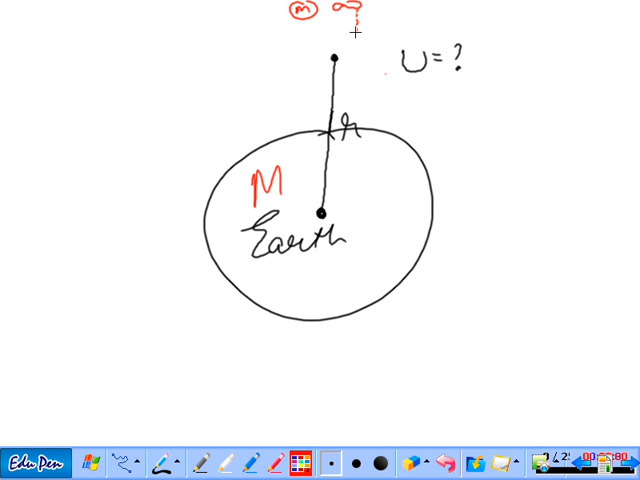 m ∞
U = ?
r
M
Earth
Edu Pen